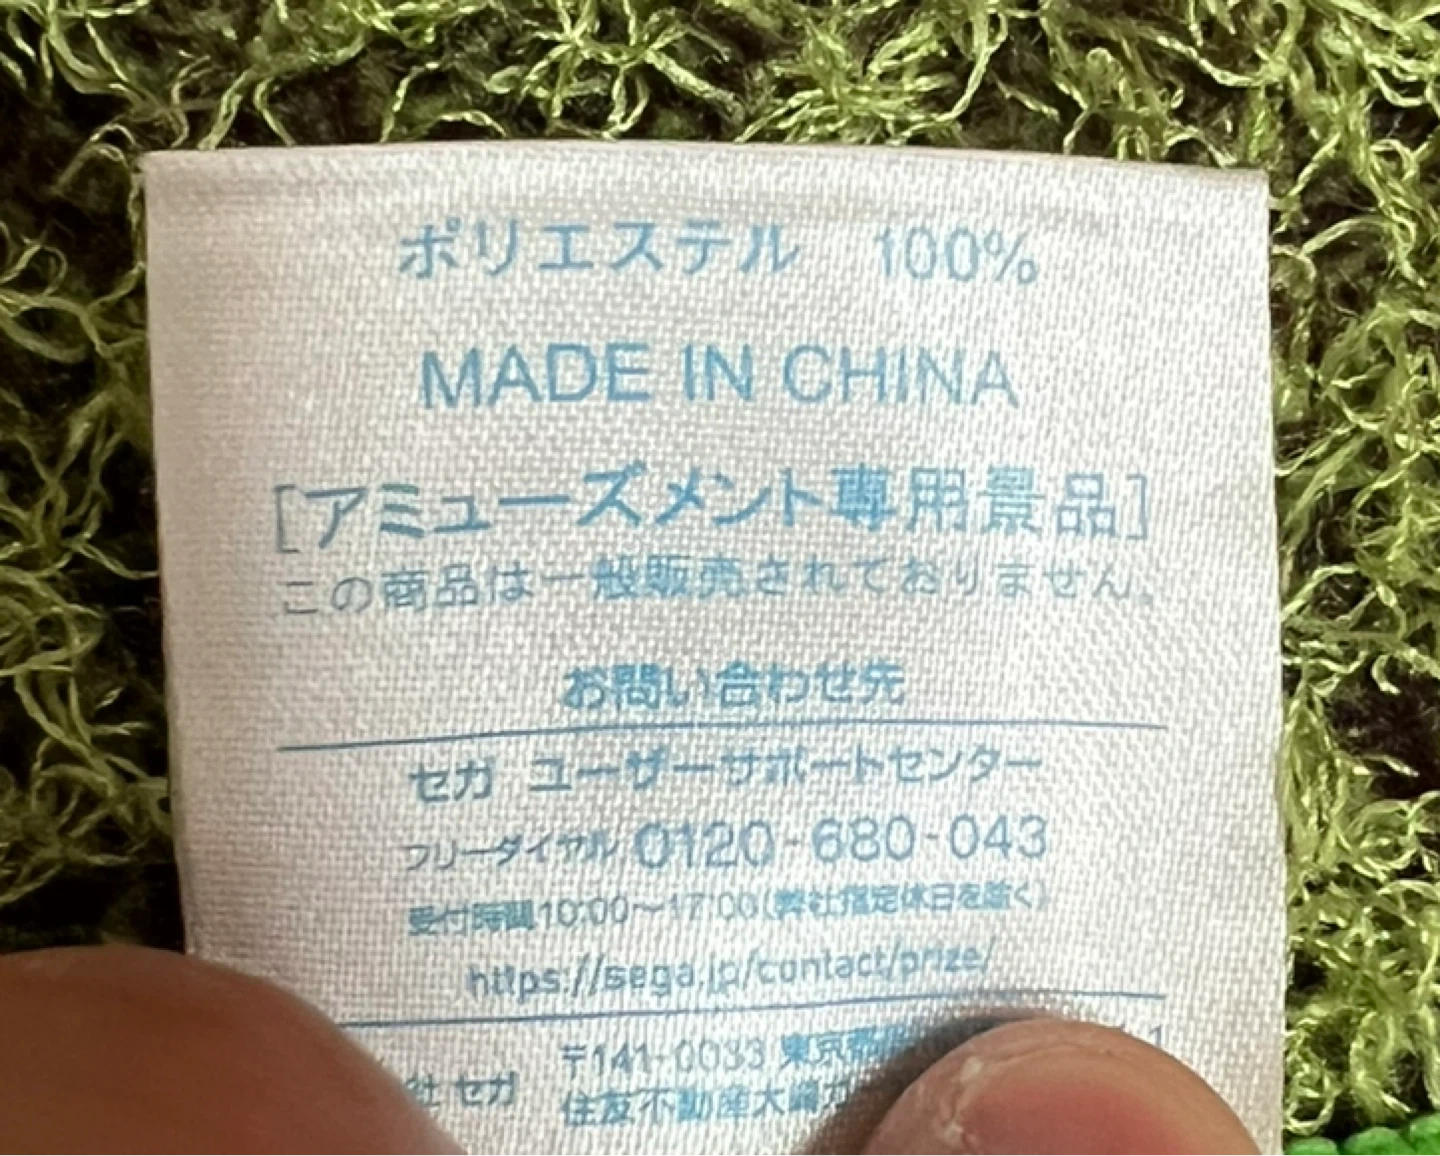 ポリエステル 100%
MADE IN CHINA
[アミューズメント専用景品]
この商品は一般販売されておりません。
お問い合わせ先
セガ ユーザーサポートセンター
フリーダイヤル 0120-680-043
受付時間10:00～17:00(弊社指定休日を除く)
https://sega.jp/contact/prize/
社 セガ
〒141-0033 東京都
住友不動産大崎